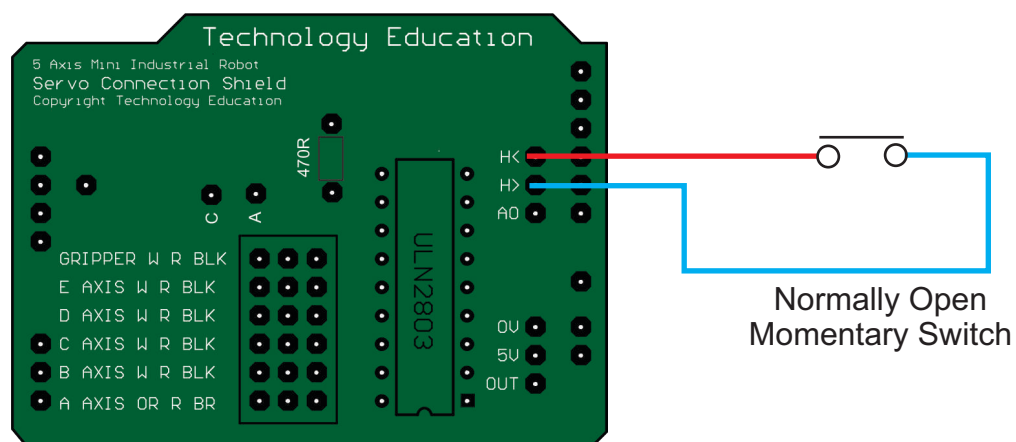 Technology Education
5 Axis Mini Industrial Robot
Servo Connection Shield
Copyright Technology Education
470R
H<
H>
AO
C
A
ULN2803
GRIPPER W R BLK
E AXIS W R BLK
D AXIS W R BLK
C AXIS W R BLK
B AXIS W R BLK
A AXIS OR R BR
0V
5V
OUT
Normally Open
Momentary Switch